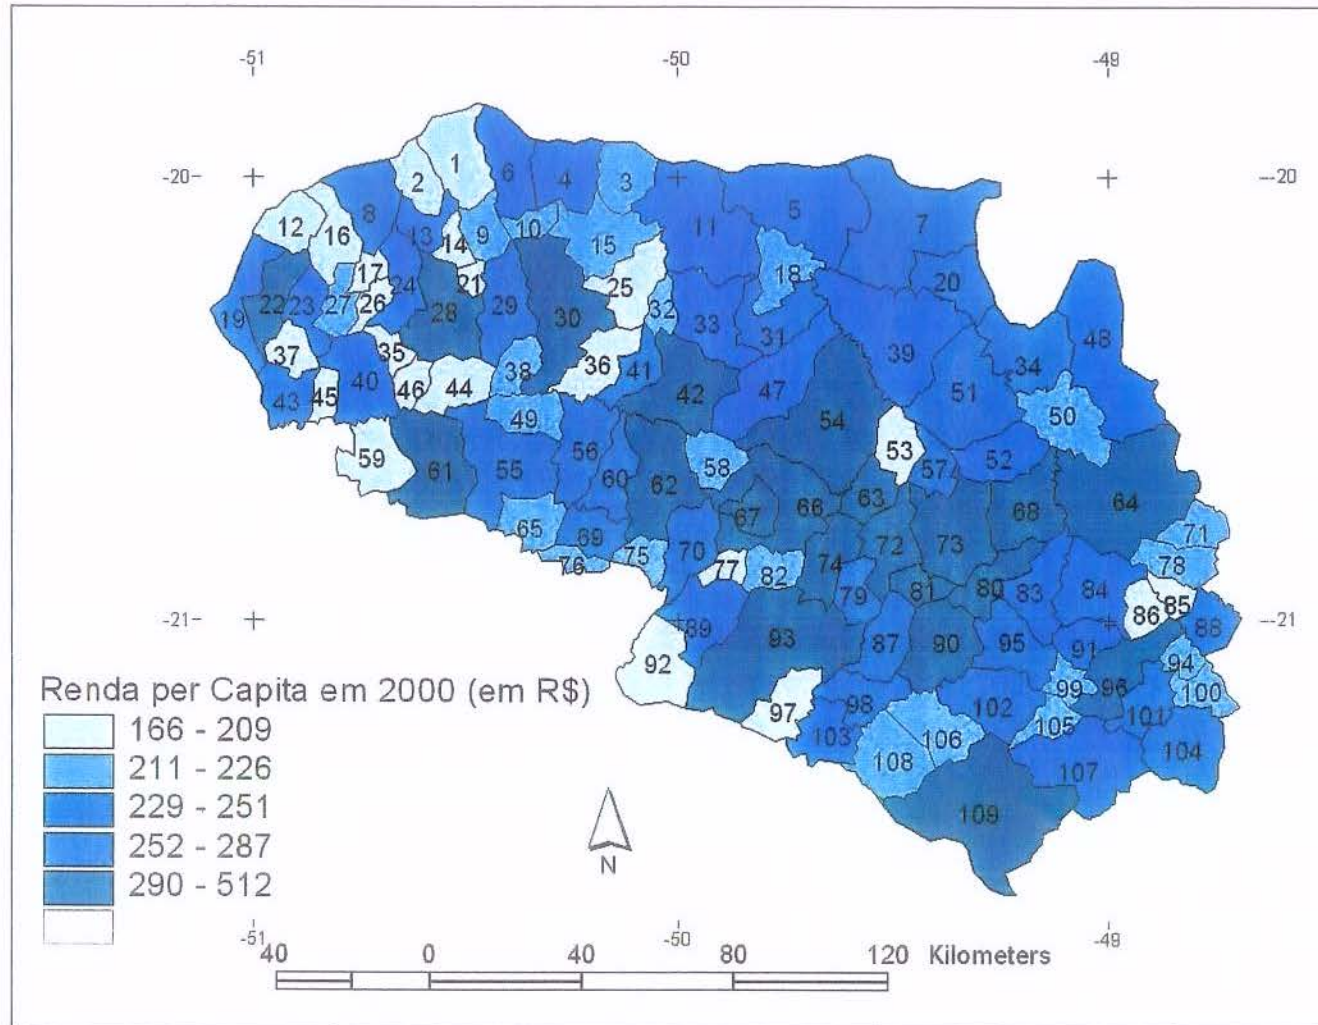 -51 -50 -49
-20 -20
1 2 6 4 3
12 16 8 13 14 9 10 15 11 5 7
17 21 25 18 20
19 22 23 27 26 24 28 29 30 32 33 31 39 34 48
37 35 38 36 41 42 47 51 50
43 45 40 46 44 49 54 53
59 61 55 56 60 62 58 57 52
65 69 67 66 63 68 64
76 75 70 77 82 74 72 73 71 78
79 81 80 83 84 86 85
-21 -21
92 89 93 87 90 95 91 88
97 98 102 99 96 94 100
103 108 106 105 101
109 107 104
Renda per Capita em 2000 (em R$)
166 - 209
211 - 226
229 - 251
252 - 287
290 - 512
N
-51 -50 -49
40 0 40 80 120 Kilometers